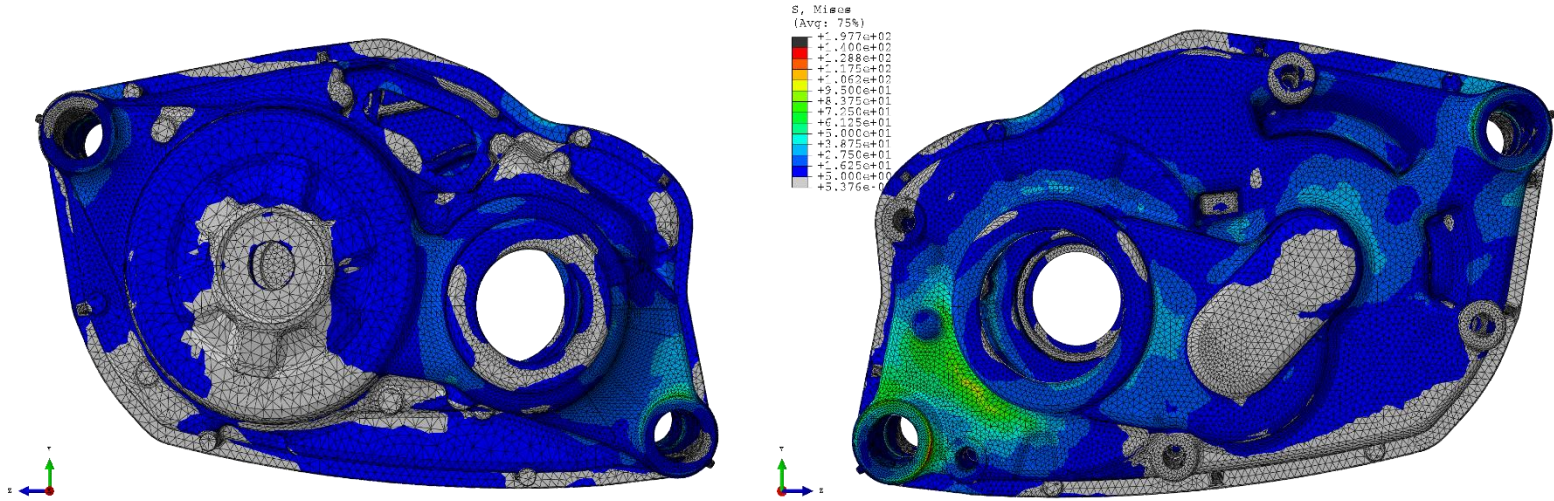 S, Mises
(Avg: 75%)
+1.977e+02
+1.400e+02
+1.288e+02
+1.175e+02
+1.062e+02
+9.500e+01
+8.375e+01
+7.250e+01
+6.125e+01
+5.000e+01
+3.875e+01
+2.750e+01
+1.625e+01
+5.000e+00
Y
Z
Y
Z